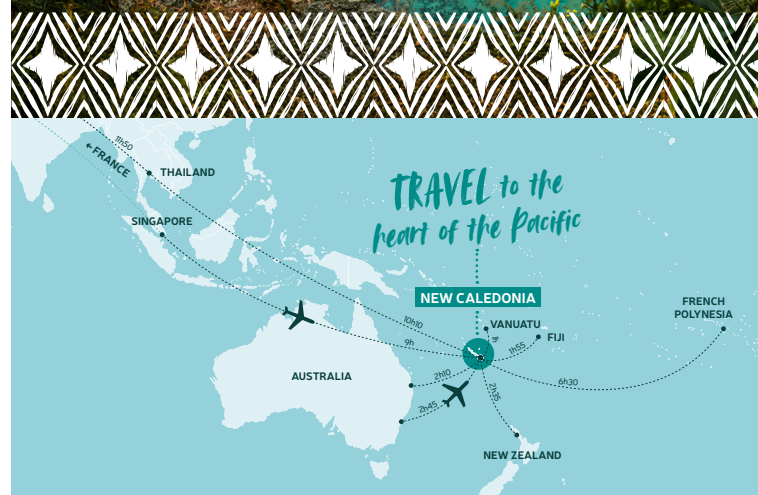 11h50
← FRANCE
THAILAND
SINGAPORE
TRAVEL to the
heart of the Pacific
NEW CALEDONIA
FRENCH
POLYNESIA
VANUATU
FIJI
10h10
9h
1h
1h55
AUSTRALIA
2h10
2h45
2h35
6h30
NEW ZEALAND